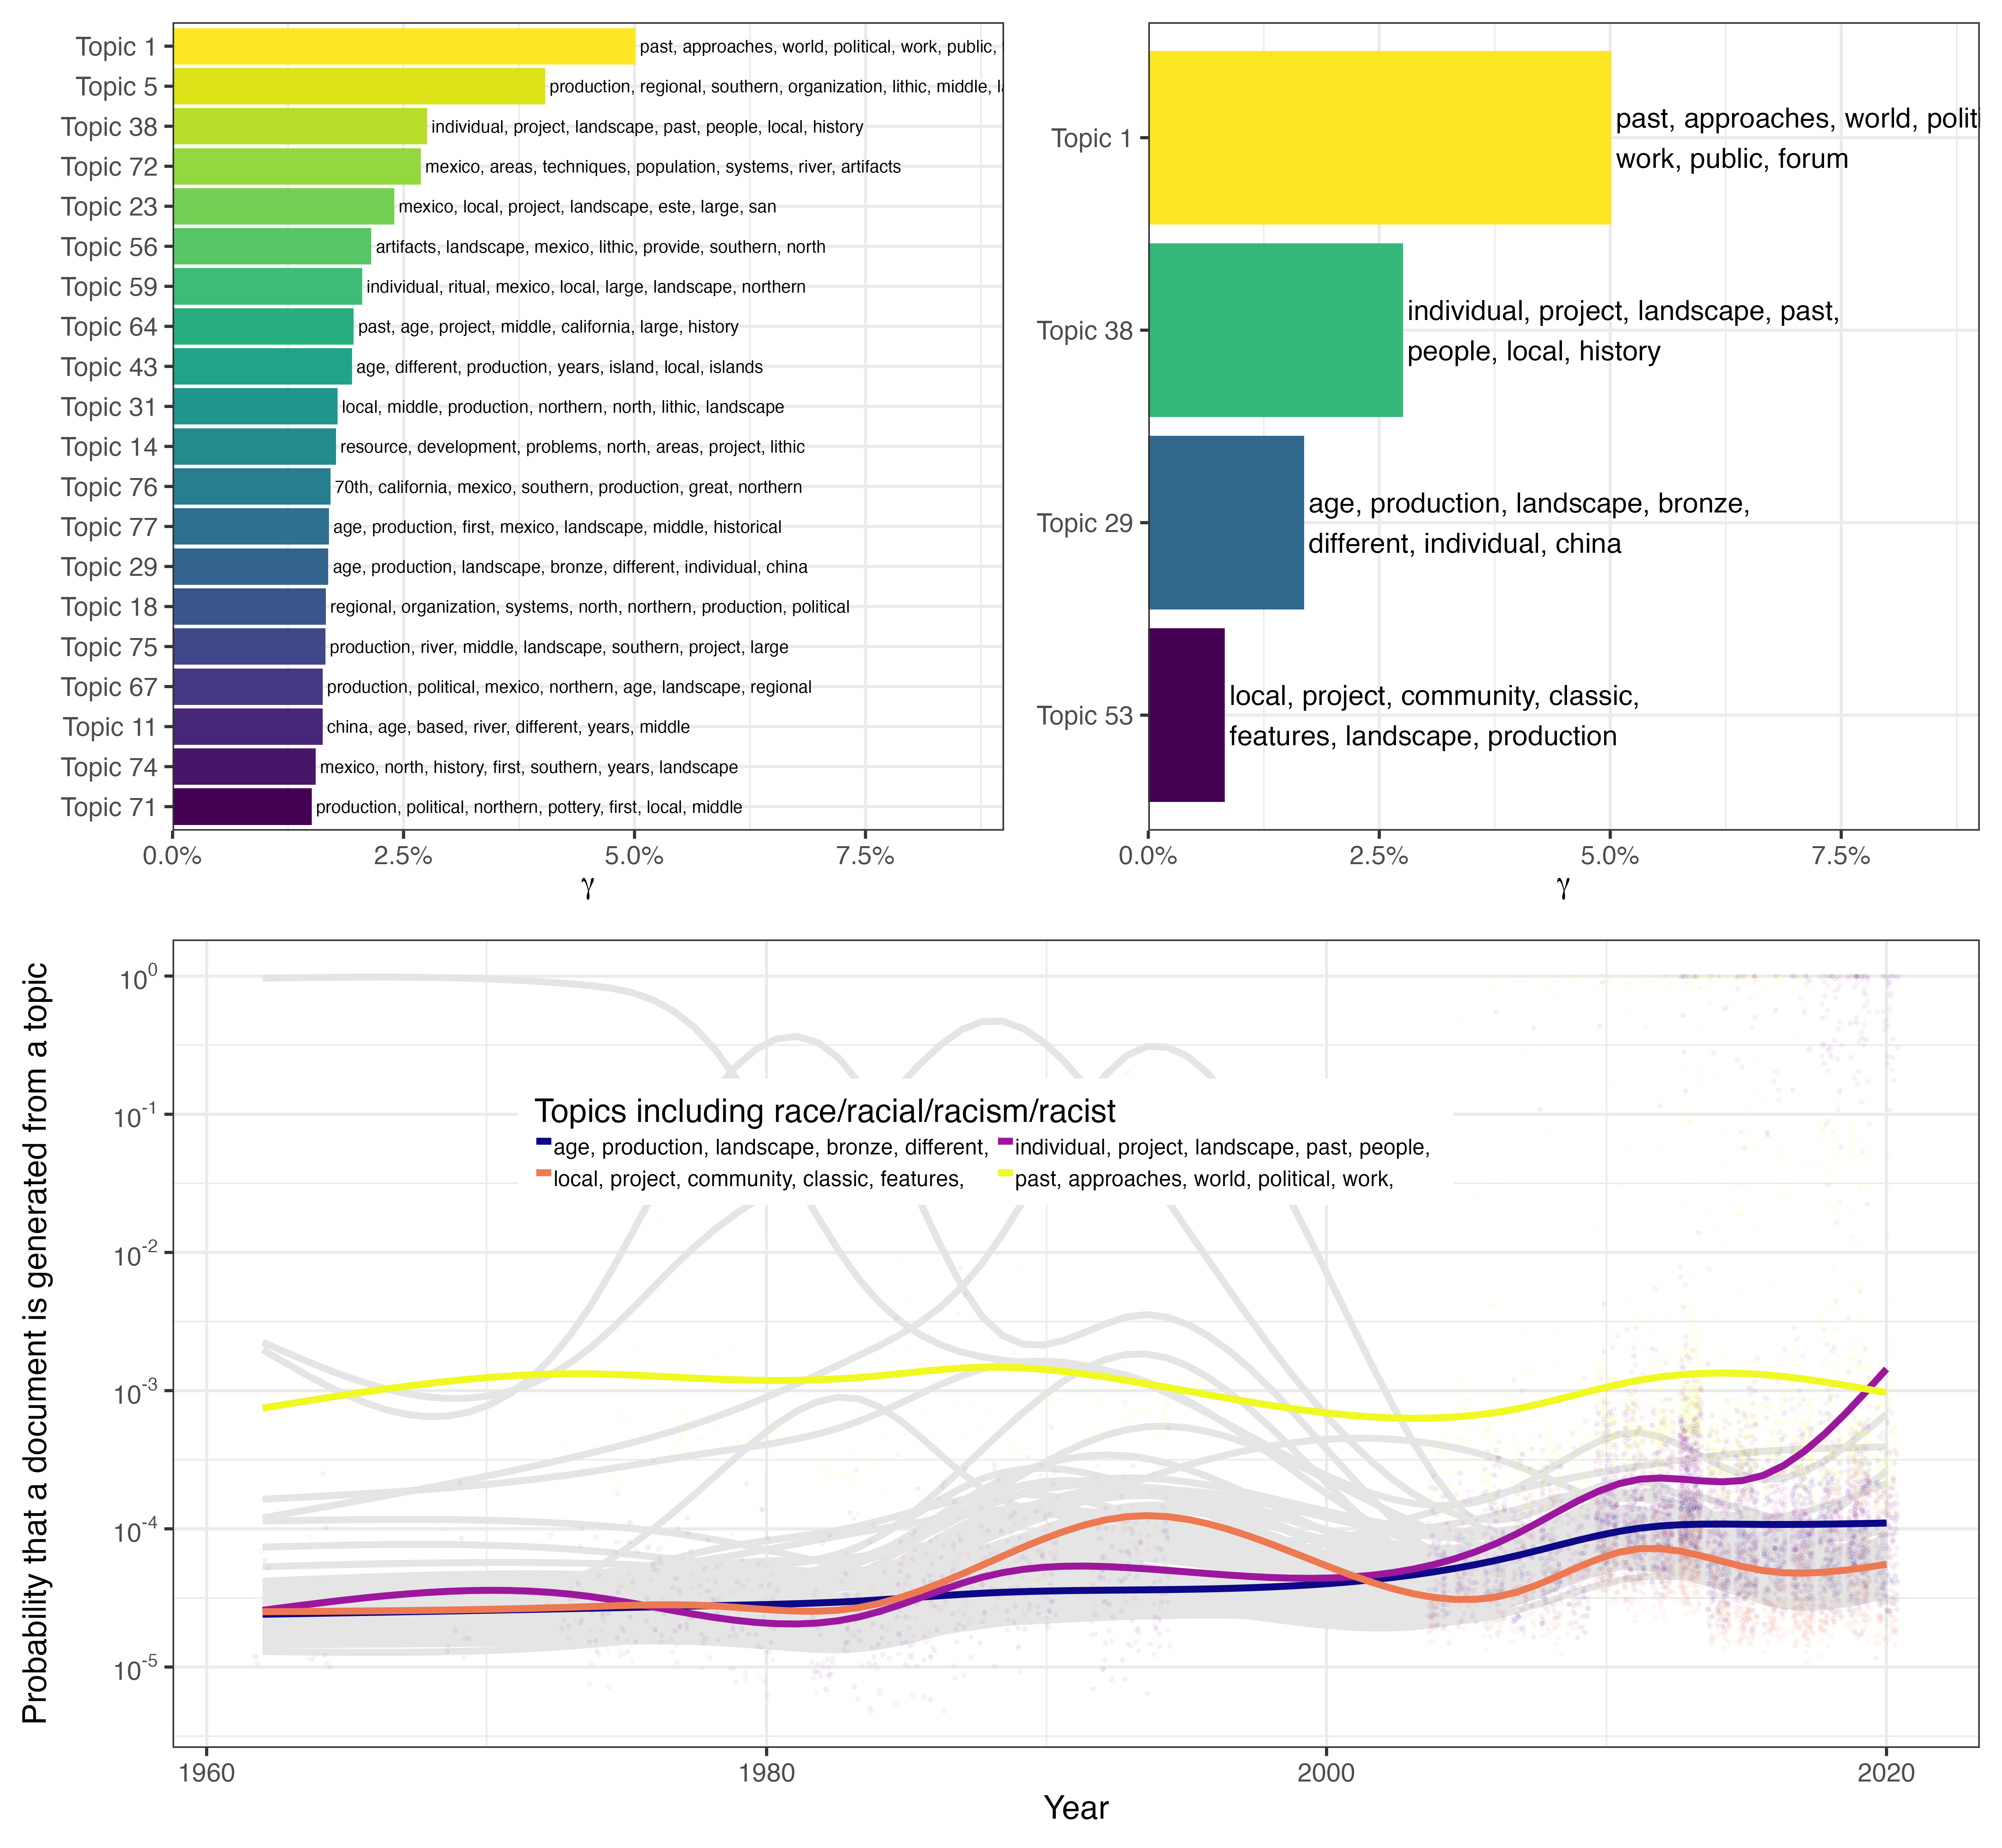 Topic 1 past, approaches, world, political, work, public,
Topic 5 production, regional, southern, organization, lithic, middle,
Topic 38 individual, project, landscape, past, people, local, history
Topic 72 mexico, areas, techniques, population, systems, river, artifacts
Topic 23 mexico, local, project, landscape, este, large, san
Topic 56 artifacts, landscape, mexico, lithic, provide, southern, north
Topic 59 individual, ritual, mexico, local, large, landscape, northern
Topic 64 past, age, project, middle, california, large, history
Topic 43 age, different, production, years, island, local, islands
Topic 31 local, middle, production, northern, north, lithic, landscape
Topic 14 resource, development, problems, north, areas, project, lithic
Topic 76 70th, california, mexico, southern, production, great, northern
Topic 77 age, production, first, mexico, landscape, middle, historical
Topic 29 age, production, landscape, bronze, different, individual, china
Topic 18 regional, organization, systems, north, northern, production, political
Topic 75 production, river, middle, landscape, southern, project, large
Topic 67 production, political, mexico, northern, age, landscape, regional
Topic 11 china, age, based, river, different, years, middle
Topic 74 mexico, north, history, first, southern, years, landscape
Topic 71 production, political, northern, pottery, first, local, middle
0.0% 2.5% 5.0% 7.5%
γ
past, approaches, world, politi
Topic 1
work, public, forum
individual, project, landscape, past,
Topic 38
people, local, history
age, production, landscape, bronze,
Topic 29
different, individual, china
local, project, community, classic,
Topic 53
features, landscape, production
0.0% 2.5% 5.0% 7.5%
γ
Probability that a document is generated from a topic
10^0
10^-1
10^-2
10^-3
10^-4
10^-5
Topics including race/racial/racism/racist
age, production, landscape, bronze, different, individual, project, landscape, past, people,
local, project, community, classic, features, past, approaches, world, political, work,
1960 1980 2000 2020
Year